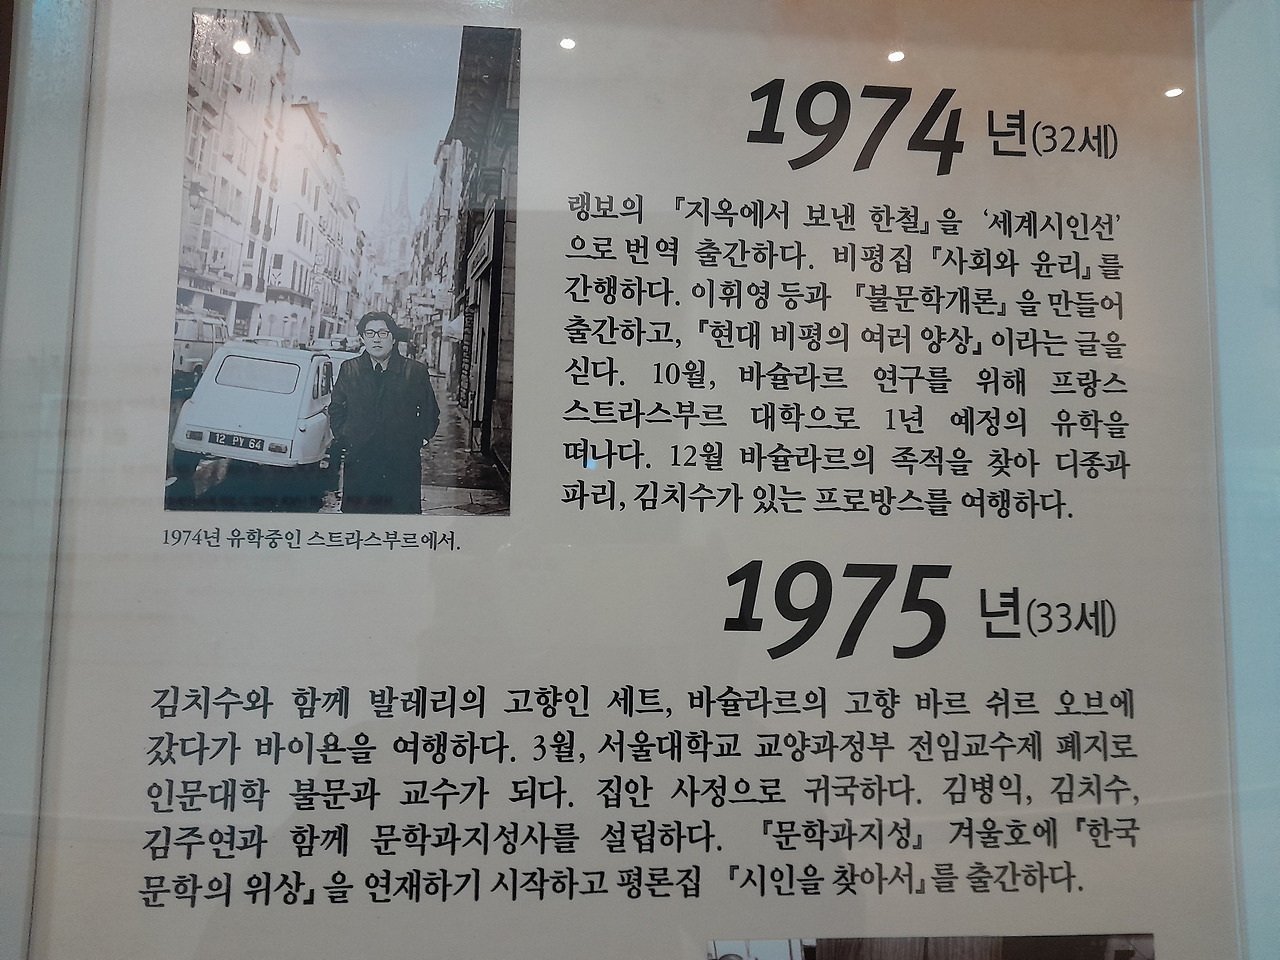 1974 년(32세)
랭보의 『지옥에서 보낸 한철』을 ‘세계시인선’
으로 번역 출간하다. 비평집 『사회와 윤리』를
간행하다. 이휘영 등과 『불문학개론』을 만들어
출간하고, 『현대 비평의 여러 양상』이라는 글을
싣다. 10월, 바슐라르 연구를 위해 프랑스
스트라스부르 대학으로 1년 예정의 유학을
떠나다. 12월 바슐라르의 족적을 찾아 디종과
파리, 김치수가 있는 프로방스를 여행하다.
12 PY 64
1974년 유학중인 스트라스부르에서.
1975 년(33세)
김치수와 함께 발레리의 고향인 세트, 바슐라르의 고향 바르 쉬르 오브에
갔다가 바이욘을 여행하다. 3월, 서울대학교 교양과정부 전임교수제 폐지로
인문대학 불문과 교수가 되다. 집안 사정으로 귀국하다. 김병익, 김치수,
김주연과 함께 문학과지성사를 설립하다. 『문학과지성』 겨울호에 『한국
문학의 위상』을 연재하기 시작하고 평론집 『시인을 찾아서』를 출간하다.